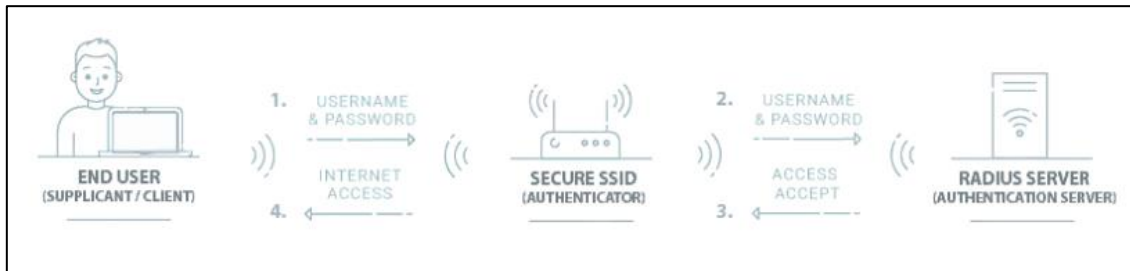 1. USERNAME
& PASSWORD
2. USERNAME
& PASSWORD
INTERNET
ACCESS
4.
ACCESS
ACCEPT
3.
END USER
(SUPPLICANT / CLIENT)
SECURE SSID
(AUTHENTICATOR)
RADIUS SERVER
(AUTHENTICATION SERVER)